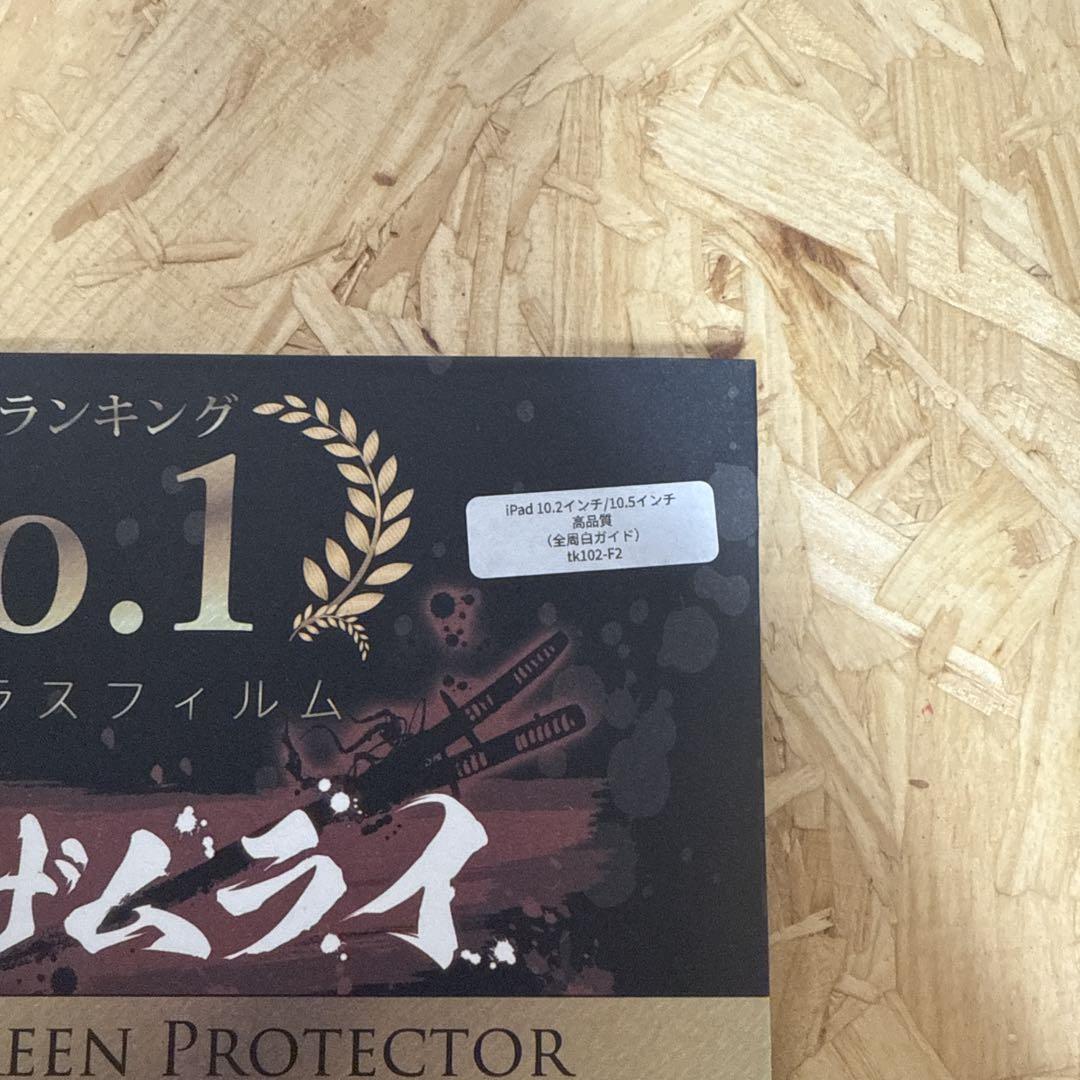 ランキング
o.1
iPad 10.2インチ/10.5インチ
高品質
（全周白ガイド）
tk102-F2
ラスフィルム
ザムライ
REEN PROTECTOR